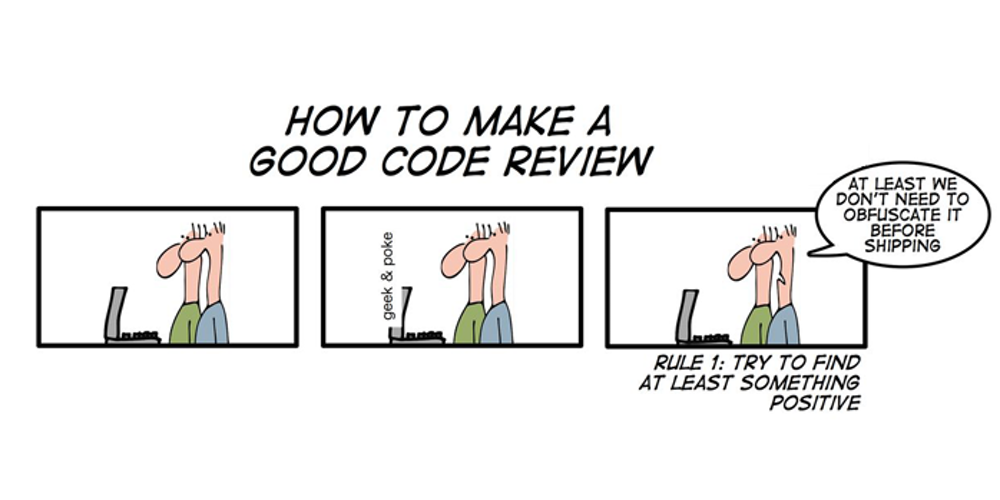 HOW TO MAKE A
GOOD CODE REVIEW
geek & poke
AT LEAST WE
DON'T NEED TO
OBFUSCATE IT
BEFORE
SHIPPING
RULE 1: TRY TO FIND
AT LEAST SOMETHING
POSITIVE